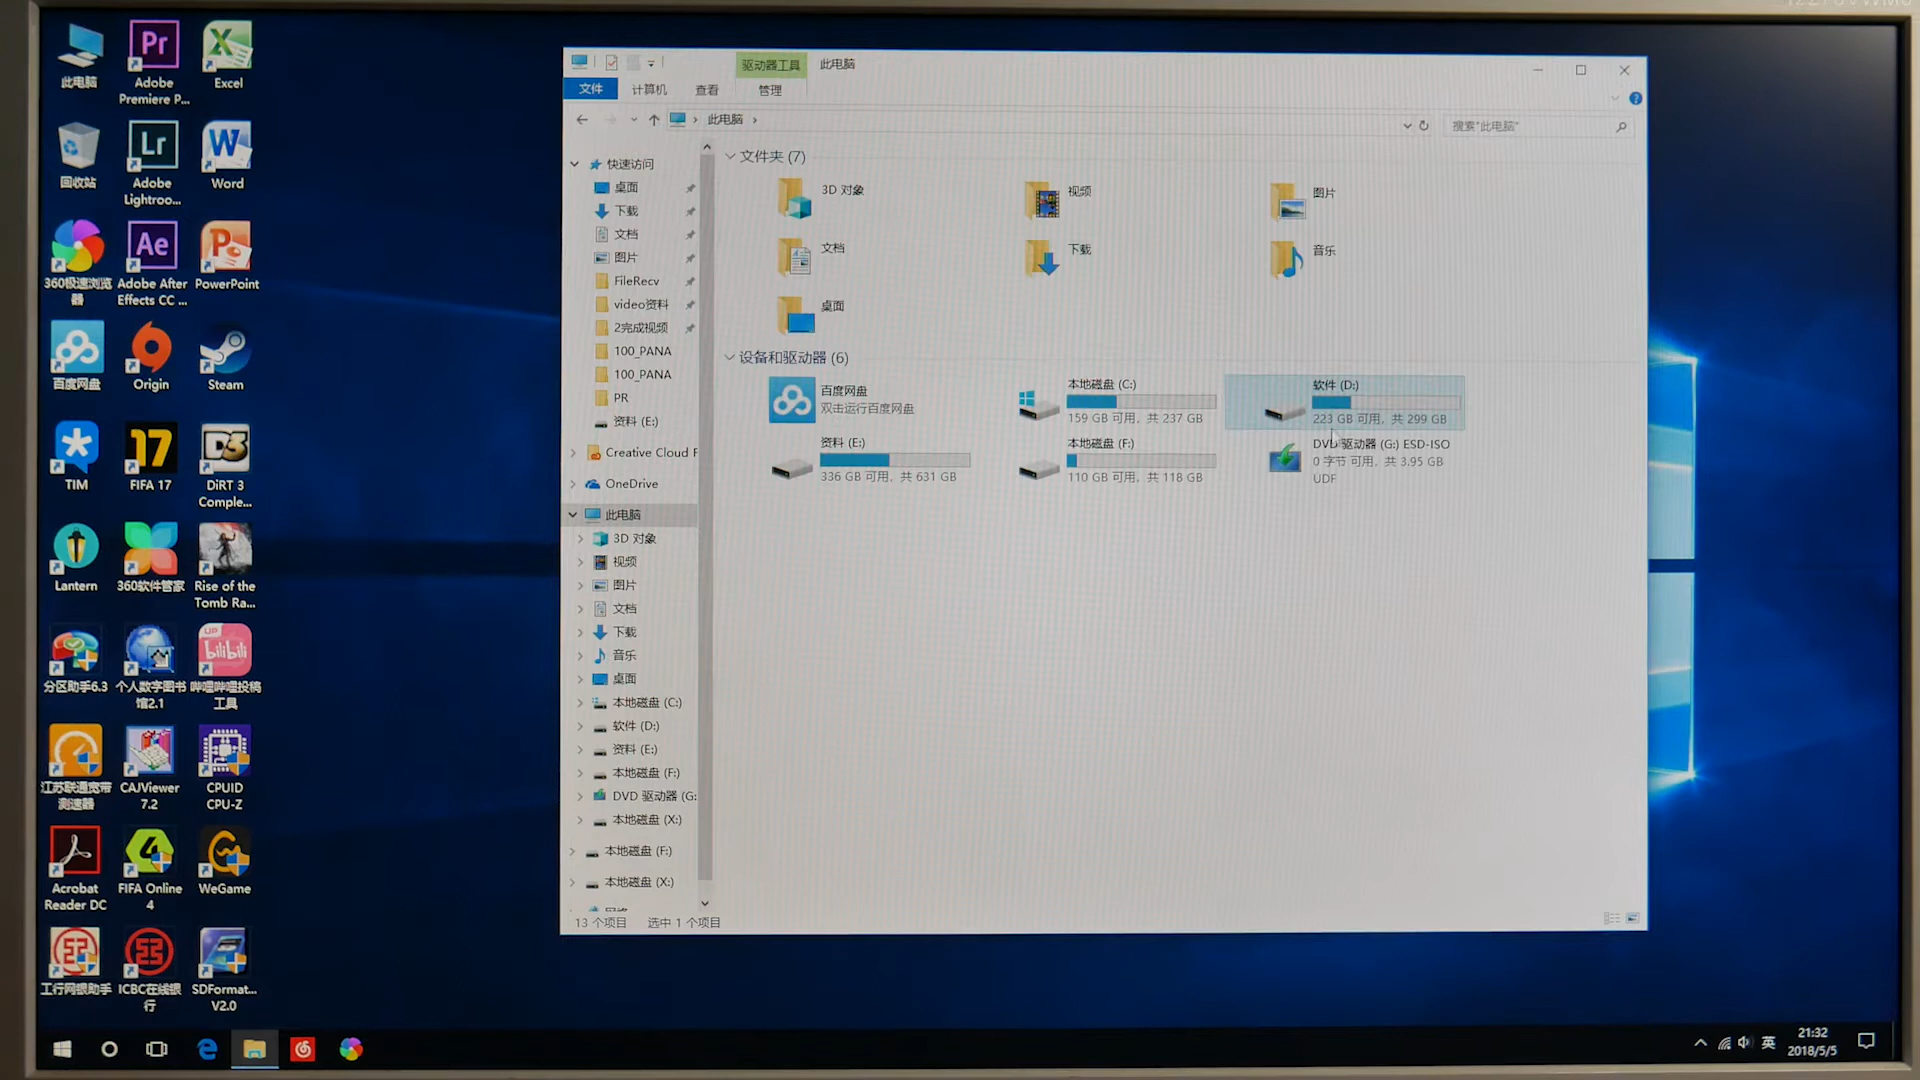 此电脑
Pr
Adobe
Premiere P...
Excel
回收站
Lr
Adobe
Lightroo...
W
Word
360极速浏览
器
Ae
Adobe After
Effects CC ...
P
PowerPoint
百度网盘
Origin
Steam
TIM
17
FIFA 17
D3
DiRT 3
Comple...
Lantern
360软件管家
Rise of the
Tomb Ra...
分区助手6.3
个人数字图书
馆2.1
UP
bilibili
哔哩哔哩投稿
工具
江苏联通宽带
测速器
CAJViewer
7.2
CPUID
CPU-Z
Acrobat
Reader DC
4
FIFA Online
4
WeGame
工行网银助手
ICBC在线银
行
SDFormat...
V2.0
驱动器工具
此电脑
文件
计算机
查看
管理
此电脑
搜索"此电脑"
快速访问
桌面
下载
文档
图片
FileRecv
video资料
2完成视频
100_PANA
100_PANA
PR
资料 (E:)
Creative Cloud F
OneDrive
此电脑
3D 对象
视频
图片
文档
下载
音乐
桌面
本地磁盘 (C:)
软件 (D:)
资料 (E:)
本地磁盘 (F:)
DVD 驱动器 (G:
本地磁盘 (X:)
本地磁盘 (F:)
本地磁盘 (X:)
文件夹 (7)
3D 对象
视频
图片
文档
下载
音乐
桌面
设备和驱动器 (6)
百度网盘
双击运行百度网盘
本地磁盘 (C:)
159 GB 可用，共 237 GB
软件 (D:)
223 GB 可用，共 299 GB
资料 (E:)
336 GB 可用，共 631 GB
本地磁盘 (F:)
110 GB 可用，共 118 GB
DVD 驱动器 (G:) ESD-ISO
0 字节 可用，共 3.95 GB
UDF
13 个项目
选中 1 个项目
英
21:32
2018/5/5